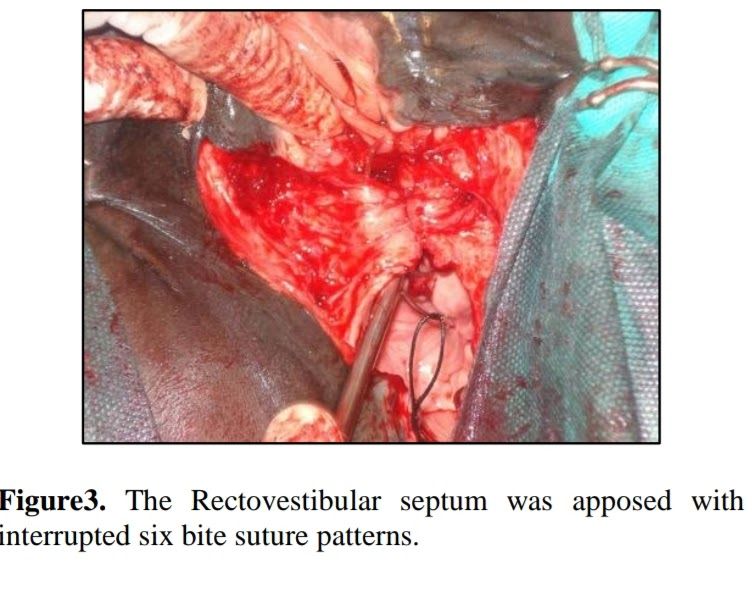 Figure3. The Rectovestibular septum was apposed with
interrupted six bite suture patterns.